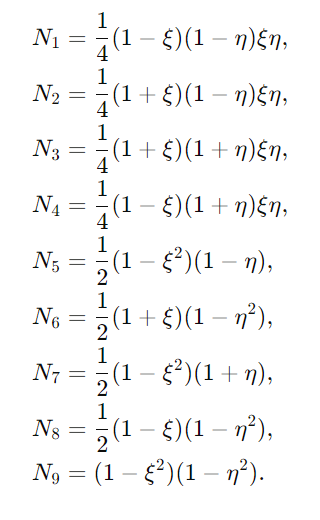 N₁ = 1/4 (1 − ξ)(1 − η)ξη,
N₂ = 1/4 (1 + ξ)(1 − η)ξη,
N₃ = 1/4 (1 + ξ)(1 + η)ξη,
N₄ = 1/4 (1 − ξ)(1 + η)ξη,
N₅ = 1/2 (1 − ξ²)(1 − η),
N₆ = 1/2 (1 + ξ)(1 − η²),
N₇ = 1/2 (1 − ξ²)(1 + η),
N₈ = 1/2 (1 − ξ)(1 − η²),
N₉ = (1 − ξ²)(1 − η²).